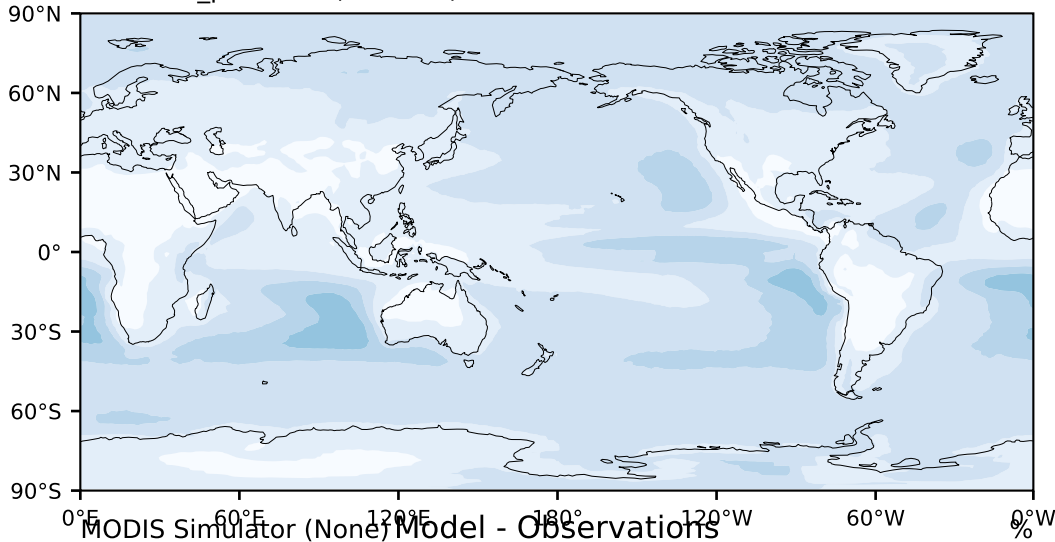 90°N
60°N
30°N
0°
30°S
60°S
90°S
0°E 60°E 120°E 180° 120°W 60°W 0°W
MODIS Simulator (None) Model - Observations %